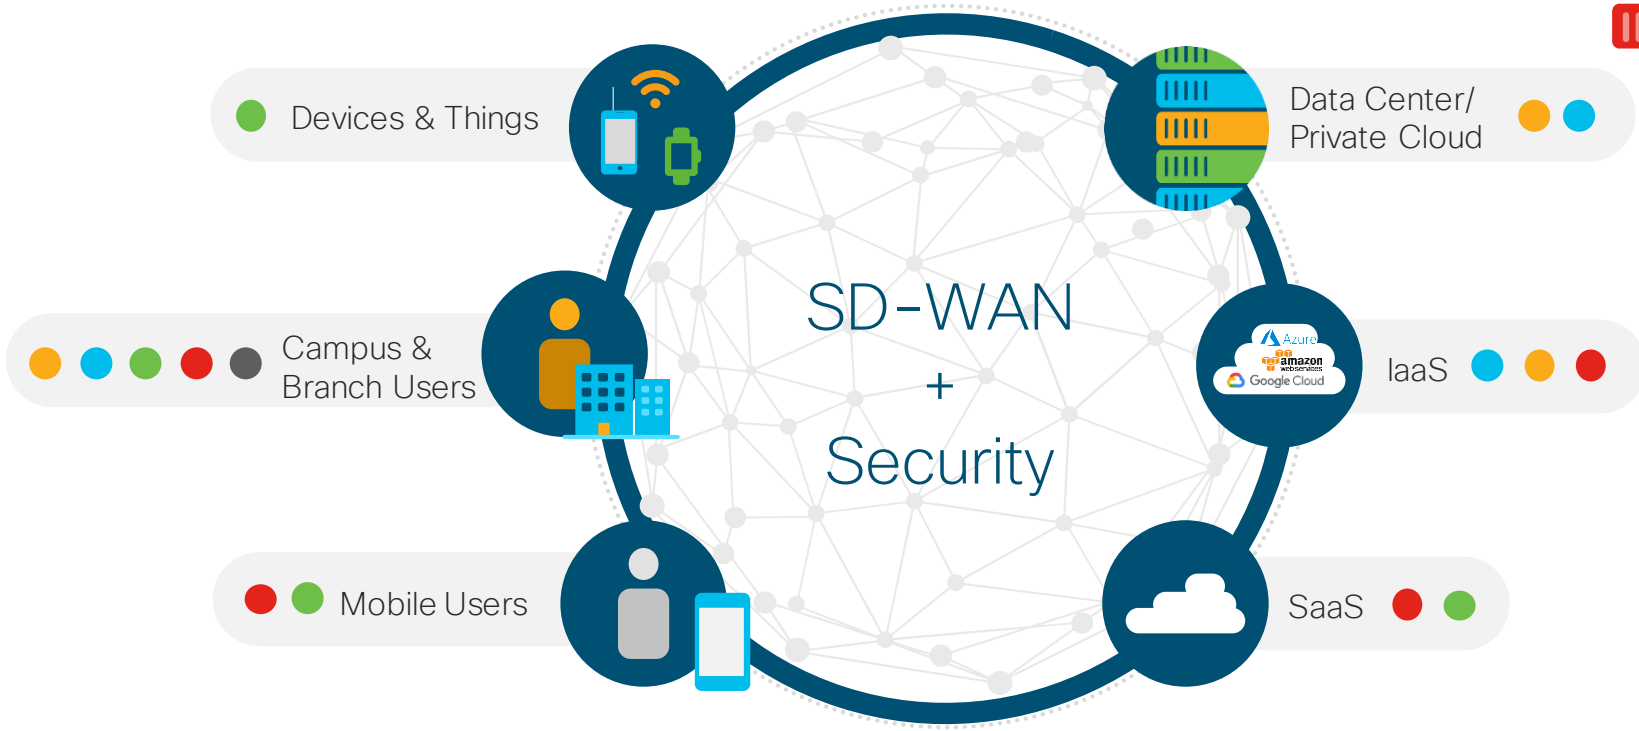 Devices & Things
Data Center/
Private Cloud
Campus &
Branch Users
SD-WAN
+
Security
Azure
amazon
webservices
Google Cloud
IaaS
Mobile Users
SaaS